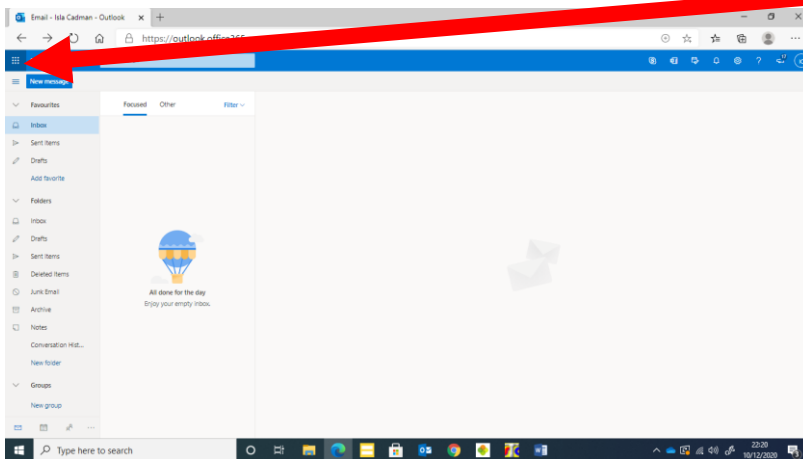 Email - Isla Cadman - Outlook
https://outlook.office365
New message
Favourites
Focused Other Filter
Inbox
Sent Items
Drafts
Add favorite
Folders
Inbox
Drafts
Sent Items
Deleted Items
Junk Email
Archive
Notes
Conversation Hist...
New folder
Groups
New group
All done for the day
Enjoy your empty inbox.
Type here to search
22:20
10/12/2020